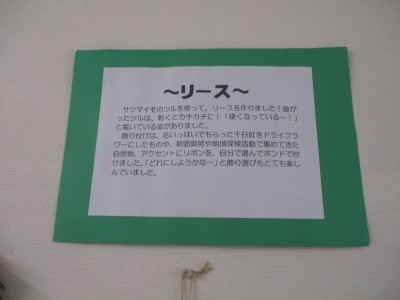 ～リース～
サツマイモのツルを使って、リースを作りました！曲が
ったツルは、乾くとカチカチに！「硬くなっている～！」
と驚いている姿がありました。
飾り付けは、花いっぱいでもらった千日紅をドライフラ
ワーにしたものや、新宿御苑や地域探検活動で集めてきた
自然物、アクセントにリボンを、自分で選んでボンドで付
けました。「どれにしようかな～」と飾り選びもとても楽し
んでいました。